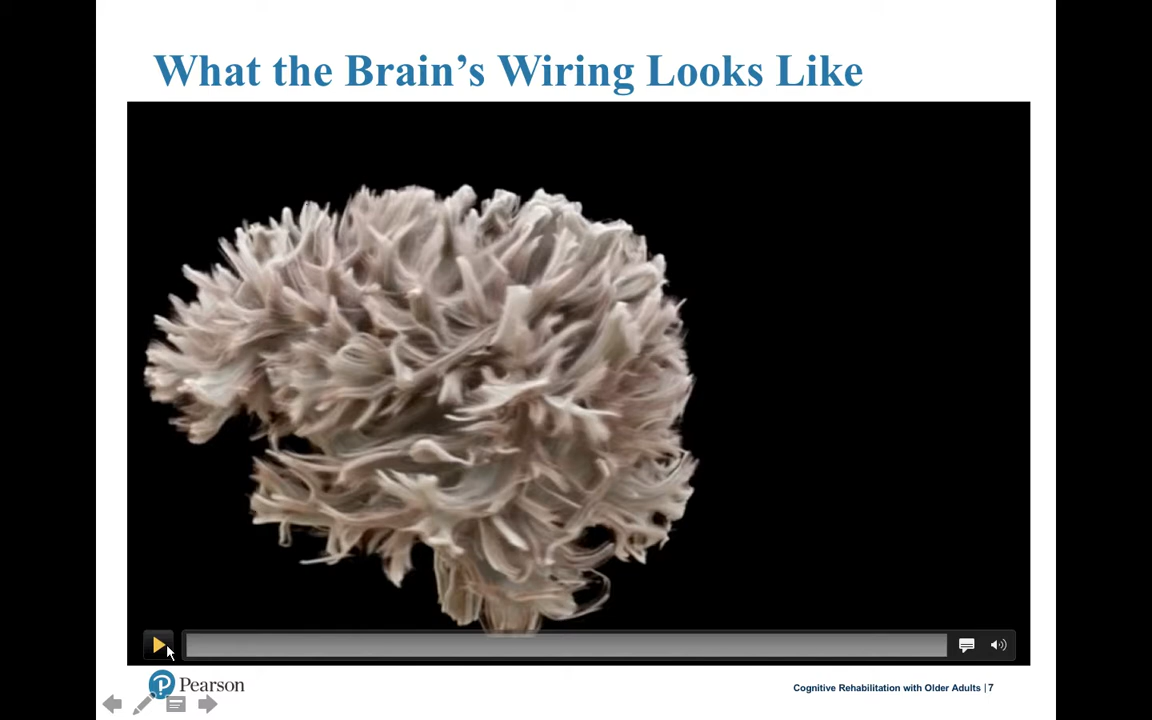 What the Brain's Wiring Looks Like
Pearson
Cognitive Rehabilitation with Older Adults | 7